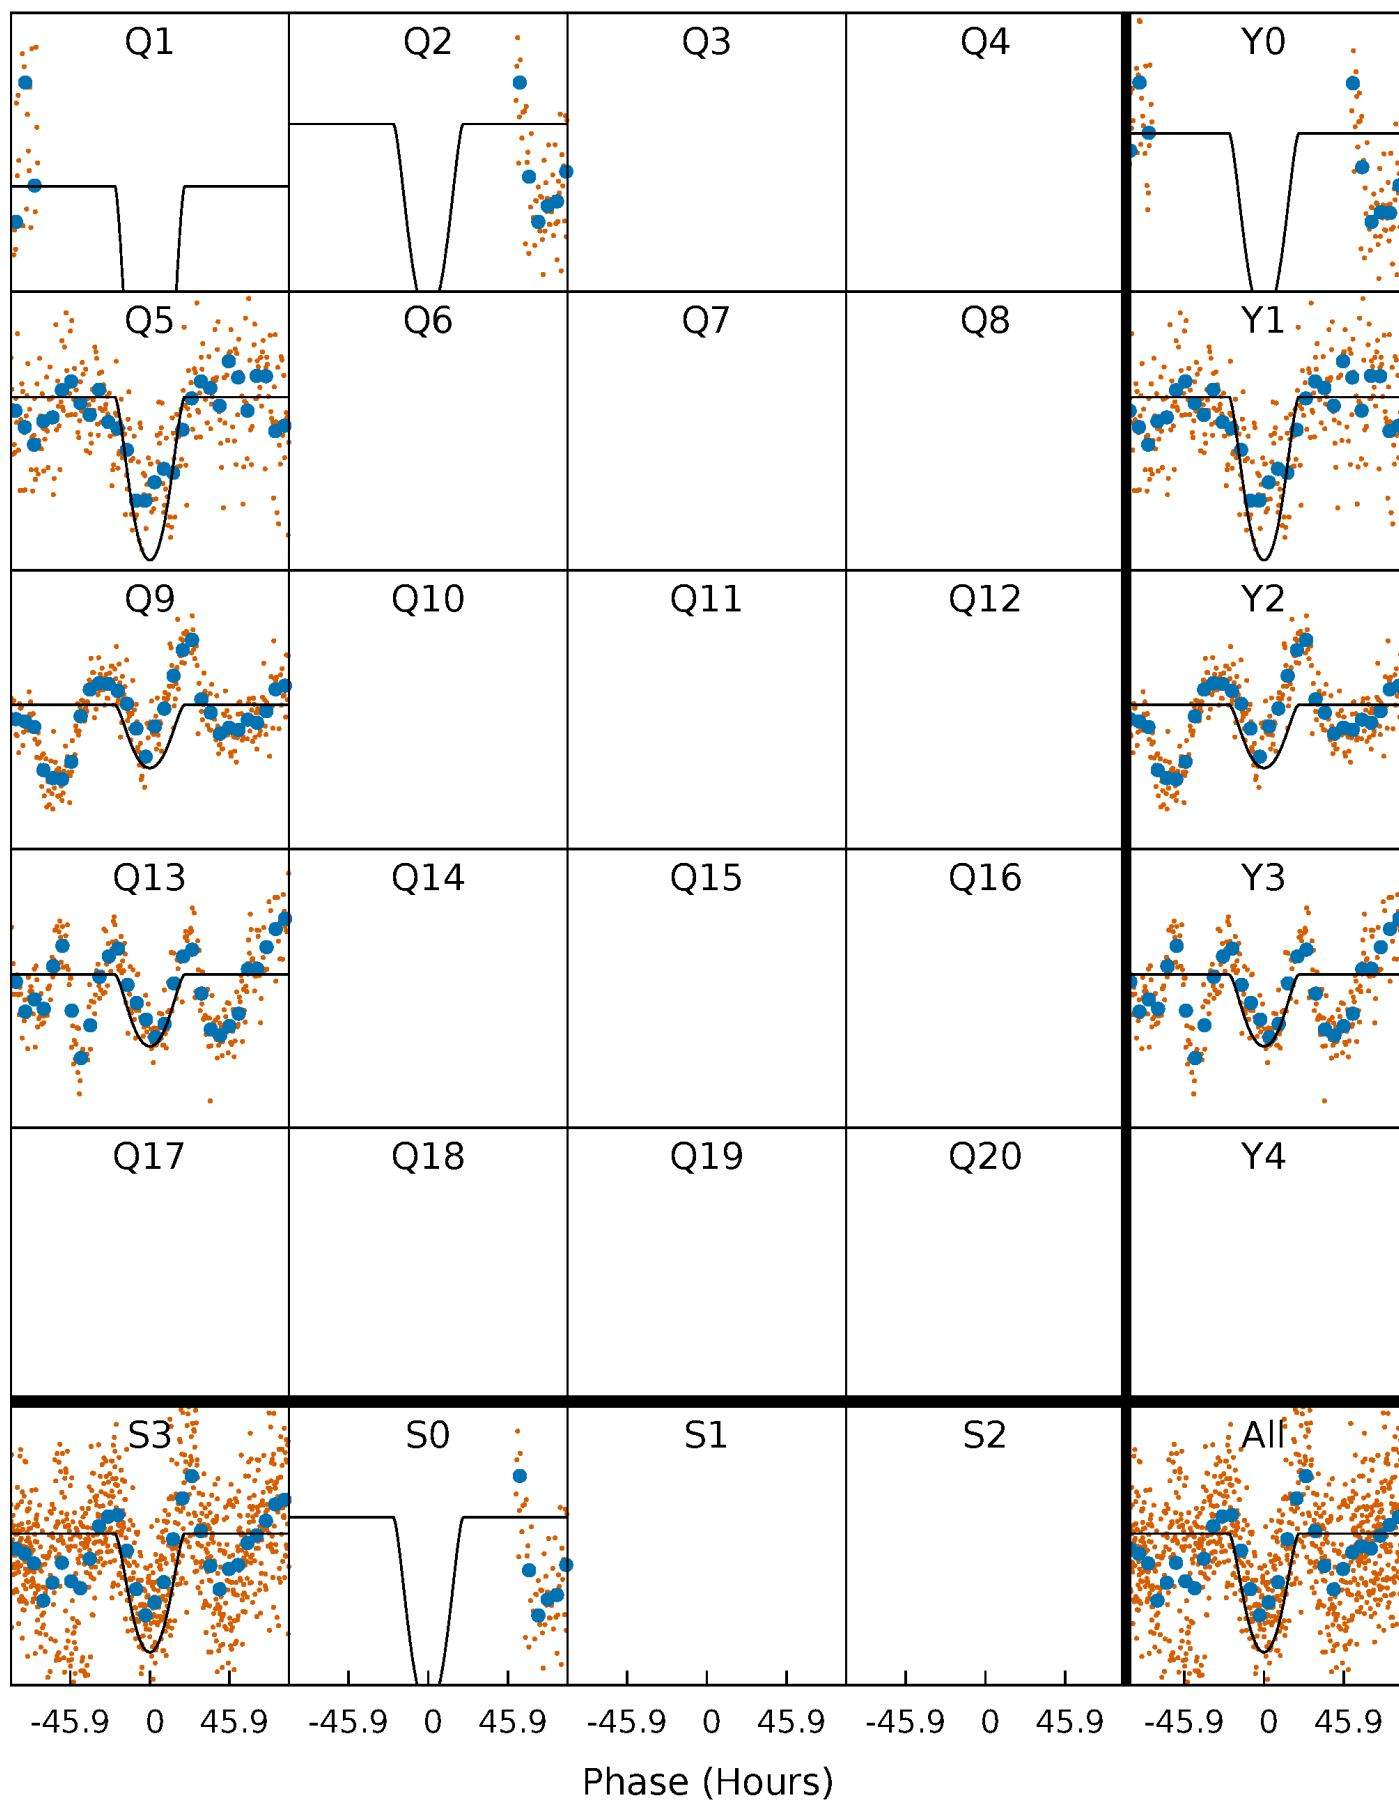 Q1 Q2 Q3 Q4 Y0
Q5 Q6 Q7 Q8 Y1
Q9 Q10 Q11 Q12 Y2
Q13 Q14 Q15 Q16 Y3
Q17 Q18 Q19 Q20 Y4
S3 S0 S1 S2 All
-45.9 0 45.9 -45.9 0 45.9 -45.9 0 45.9 -45.9 0 45.9 -45.9 0 45.9
Phase (Hours)